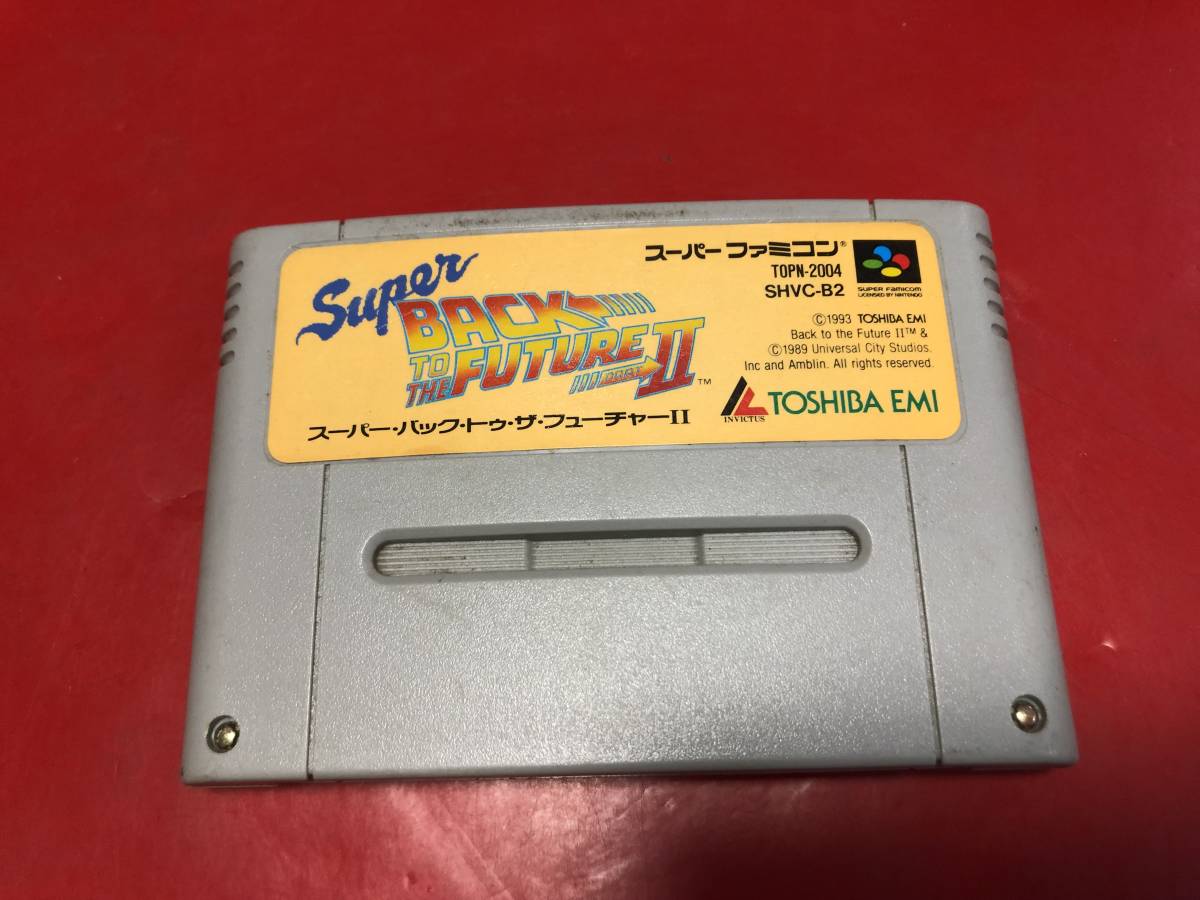 Super
BACK
TO
THE FUTURE
PART II™
スーパー・バック・トゥ・ザ・フューチャーII
スーパーファミコン®
TOPN-2004
SHVC-B2
SUPER FAMICOM
LICENSED BY NINTENDO
©1993 TOSHIBA EMI
Back to the Future II™ &
©1989 Universal City Studios.
Inc and Amblin. All rights reserved.
INVICTUS
TOSHIBA EMI